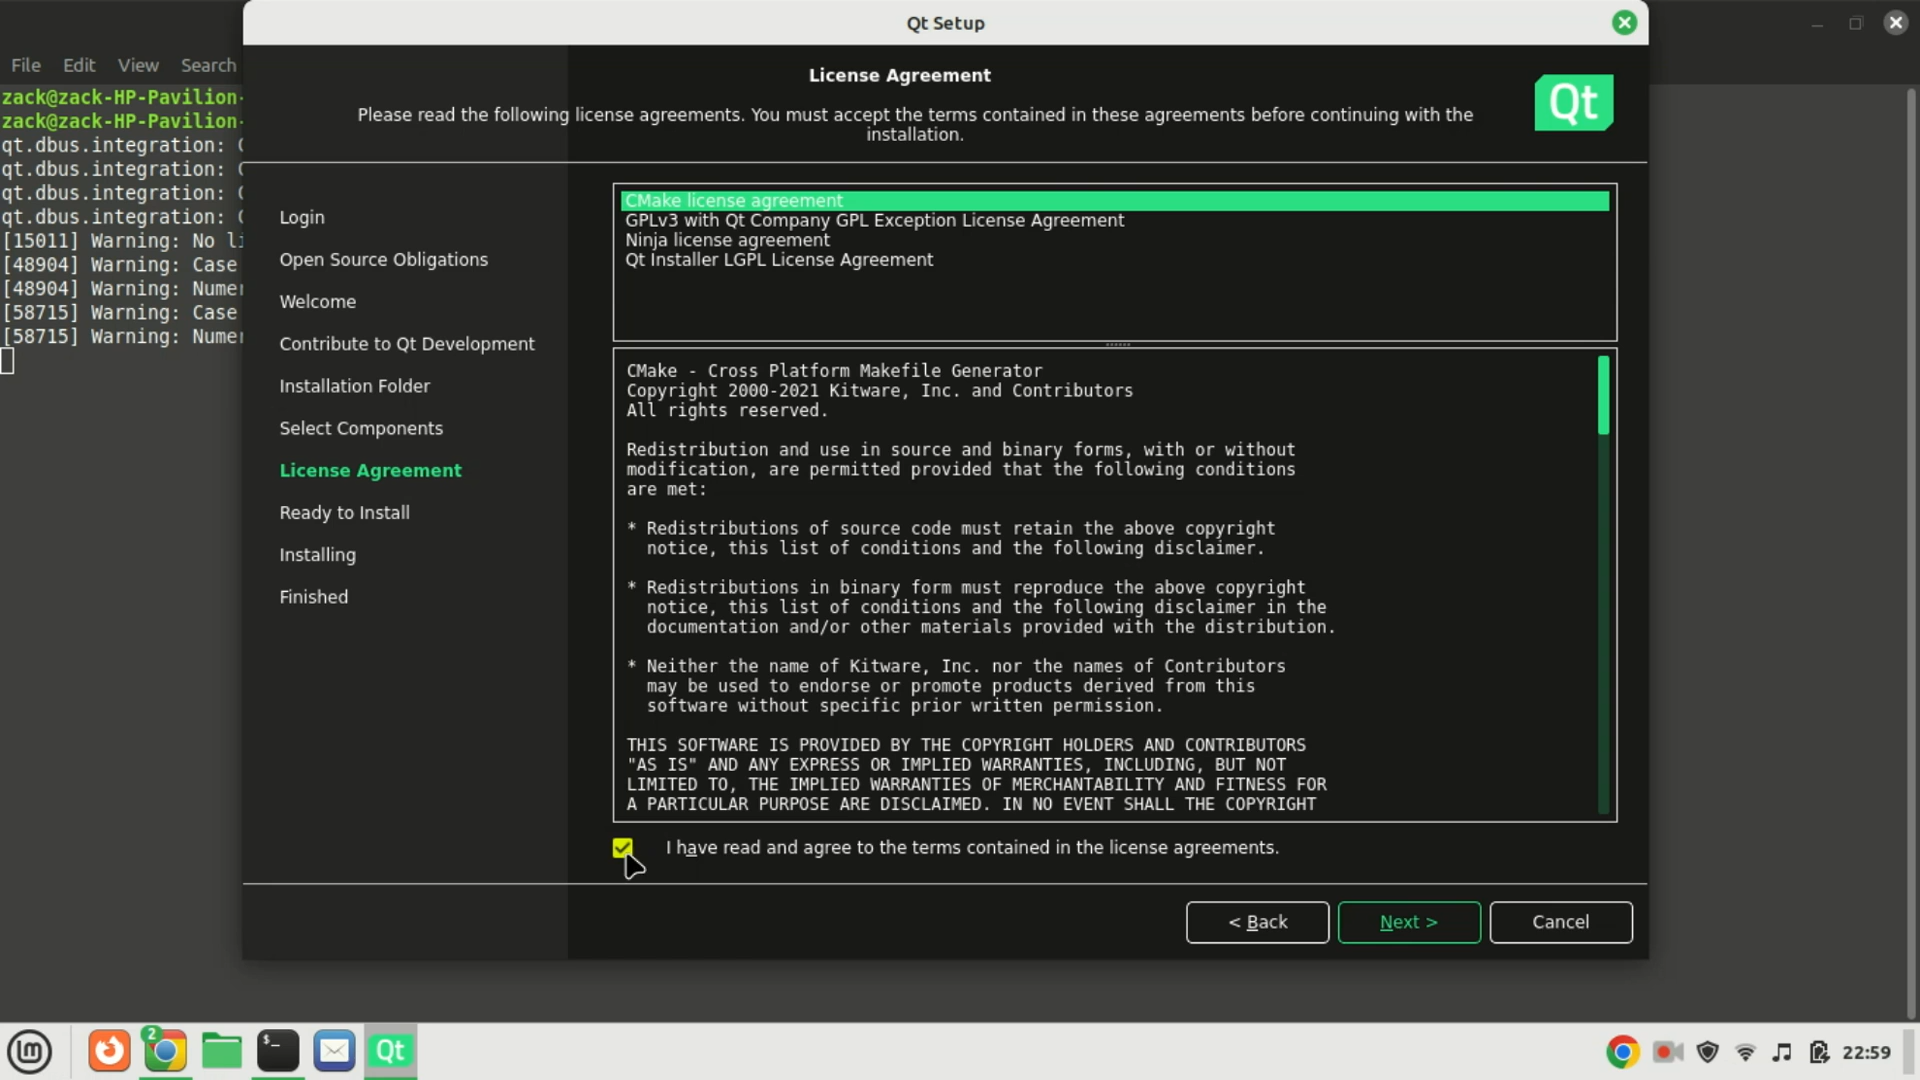 Qt Setup
File Edit View Search
zack@zack-HP-Pavilion-
zack@zack-HP-Pavilion-
qt.dbus.integration: C
qt.dbus.integration: C
qt.dbus.integration: C
qt.dbus.integration: C
[15011] Warning: No li
[48904] Warning: Case
[48904] Warning: Numer
[58715] Warning: Case
[58715] Warning: Numer
License Agreement
Please read the following license agreements. You must accept the terms contained in these agreements before continuing with the
installation.
Qt
Login
Open Source Obligations
Welcome
Contribute to Qt Development
Installation Folder
Select Components
License Agreement
Ready to Install
Installing
Finished
CMake license agreement
GPLv3 with Qt Company GPL Exception License Agreement
Ninja license agreement
Qt Installer LGPL License Agreement
CMake - Cross Platform Makefile Generator
Copyright 2000-2021 Kitware, Inc. and Contributors
All rights reserved.
Redistribution and use in source and binary forms, with or without
modification, are permitted provided that the following conditions
are met:
* Redistributions of source code must retain the above copyright
notice, this list of conditions and the following disclaimer.
* Redistributions in binary form must reproduce the above copyright
notice, this list of conditions and the following disclaimer in the
documentation and/or other materials provided with the distribution.
* Neither the name of Kitware, Inc. nor the names of Contributors
may be used to endorse or promote products derived from this
software without specific prior written permission.
THIS SOFTWARE IS PROVIDED BY THE COPYRIGHT HOLDERS AND CONTRIBUTORS
"AS IS" AND ANY EXPRESS OR IMPLIED WARRANTIES, INCLUDING, BUT NOT
LIMITED TO, THE IMPLIED WARRANTIES OF MERCHANTABILITY AND FITNESS FOR
A PARTICULAR PURPOSE ARE DISCLAIMED. IN NO EVENT SHALL THE COPYRIGHT
I have read and agree to the terms contained in the license agreements.
< Back Next > Cancel
lm 2 $_ Qt 22:59